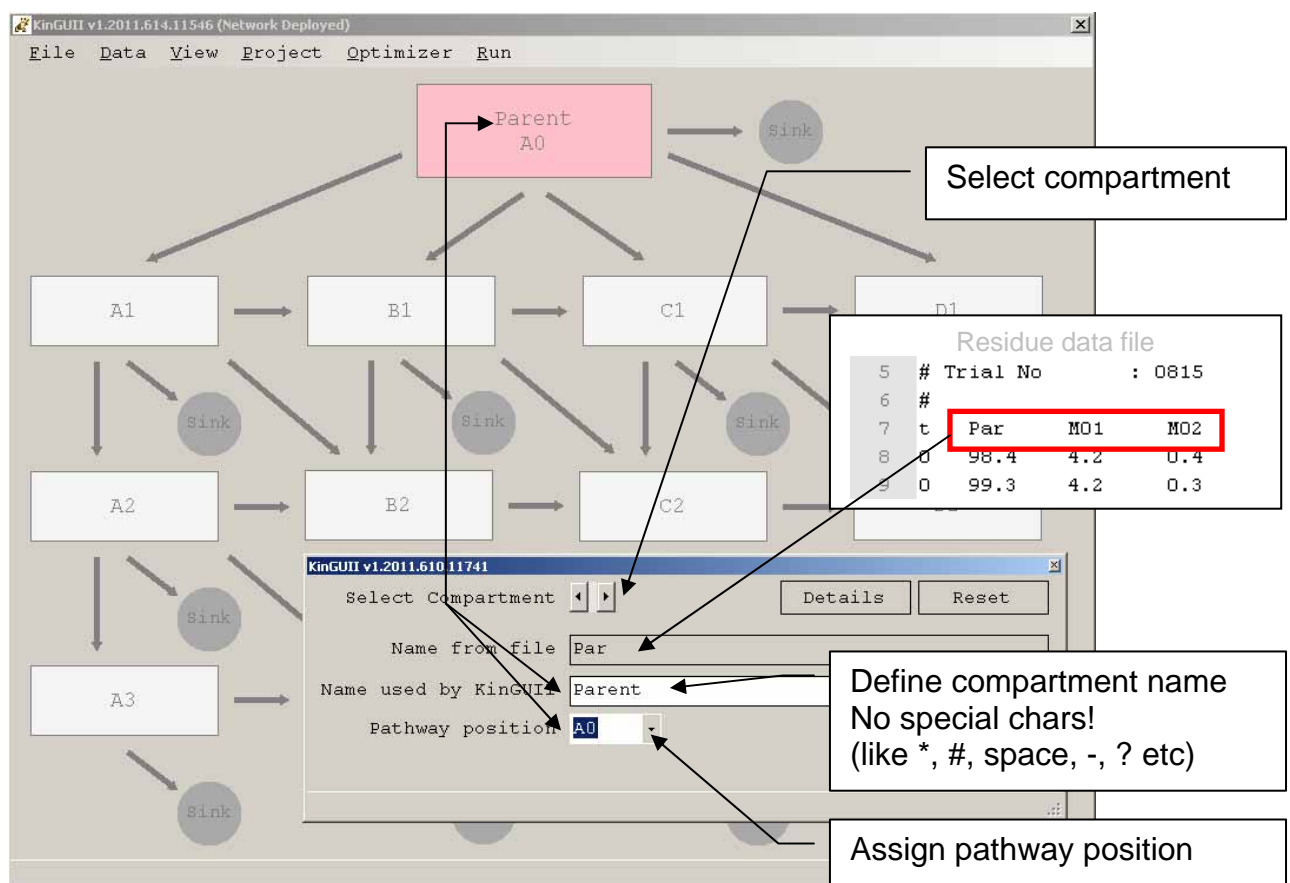 KinGUII v1.2011.614.11546 (Network Deployed)
File Data View Project Optimizer Run
Parent
A0
Sink
Select compartment
A1
B1
C1
D1
Residue data file
5 # Trial No : 0815
6 #
7 t Par MO1 MO2
8 0 98.4 4.2 0.4
9 0 99.3 4.2 0.3
Sink
Sink
Sink
A2
B2
C2
KinGUII v1.2011.610.11741
Select Compartment
Details
Reset
Sink
Name from file Par
Name used by KinGUII Parent
Pathway position A0
A3
Define compartment name
No special chars!
(like *, #, space, -, ? etc)
Sink
Assign pathway position